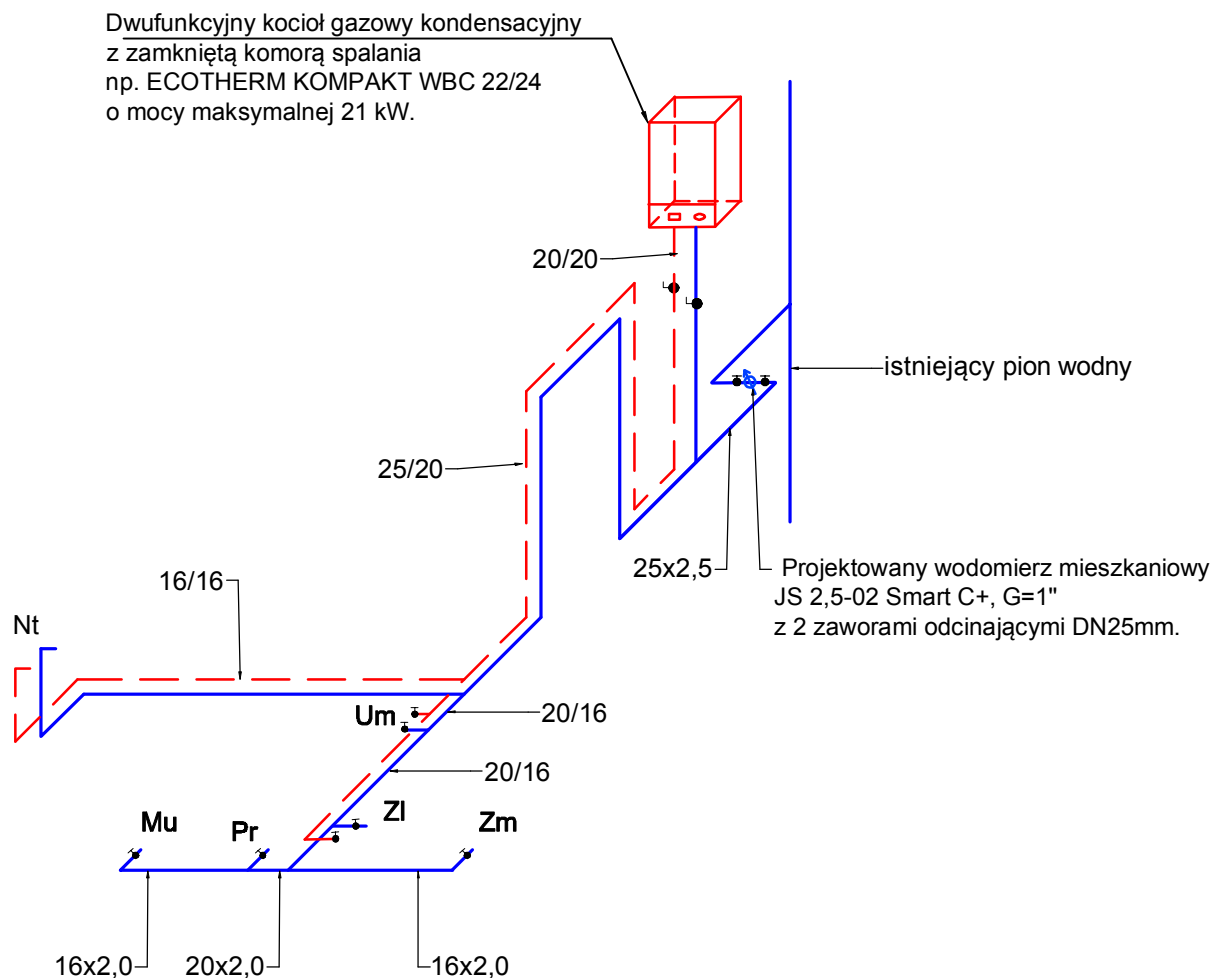 Dwufunkcyjny kocioł gazowy kondensacyjny
z zamkniętą komorą spalania
np. ECOTHERM KOMPAKT WBC 22/24
o mocy maksymalnej 21 kW.
20/20
istniejący pion wodny
25/20
25x2,5
Projektowany wodomierz mieszkaniowy
JS 2,5-02 Smart C+, G=1"
z 2 zaworami odcinającymi DN25mm.
16/16
Nt
Um
20/16
20/16
Mu
Pr
Zl
Zm
16x2,0
20x2,0
16x2,0